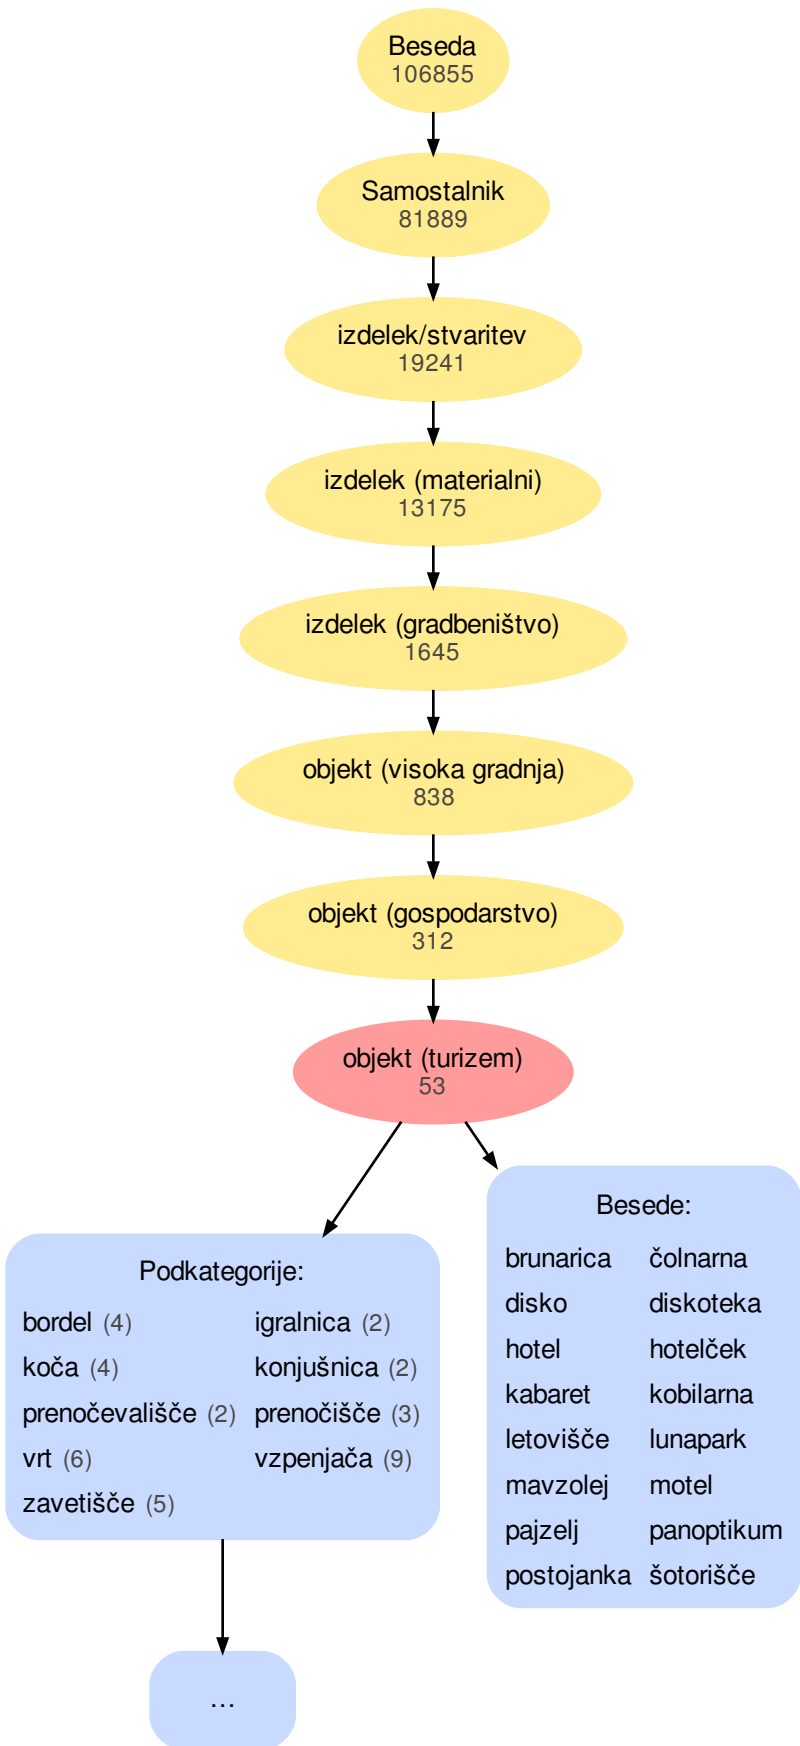 Beseda
106855
Samostalnik
81889
izdelek/stvaritev
19241
izdelek (materialni)
13175
izdelek (gradbeništvo)
1645
objekt (visoka gradnja)
838
objekt (gospodarstvo)
312
objekt (turizem)
53
Podkategorije:
bordel (4) igralnica (2)
koča (4) konjušnica (2)
prenočevališče (2) prenočišče (3)
vrt (6) vzpenjača (9)
zavetišče (5)
Besede:
brunarica čolnarna
disko diskoteka
hotel hotelček
kabaret kobilarna
letovišče lunapark
mavzolej motel
pajzelj panoptikum
postojanka šotorišče
...